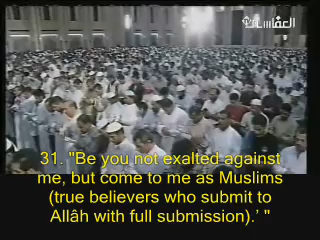 العفاسي
31. "Be you not exalted against
me, but come to me as Muslims
(true believers who submit to
Allâh with full submission).’ "